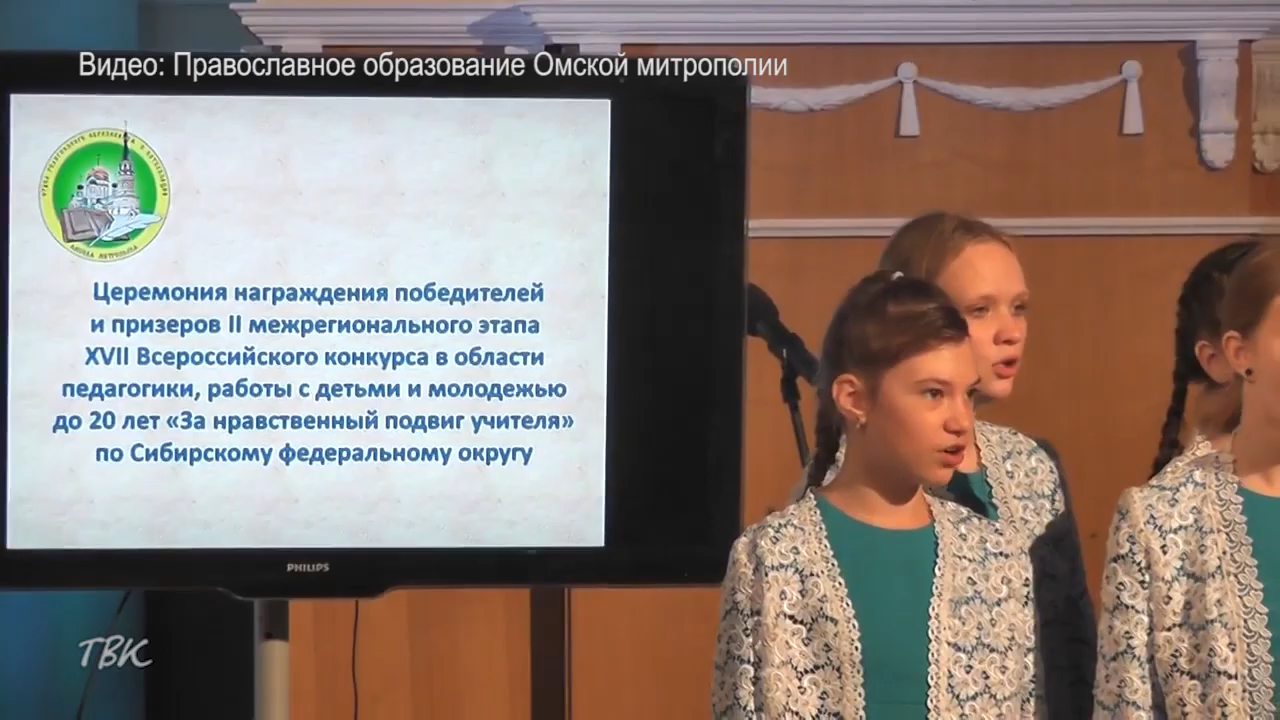 Видео: Православное образование Омской митрополии
Церемония награждения победителей
и призеров II межрегионального этапа
XVII Всероссийского конкурса в области
педагогики, работы с детьми и молодежью
до 20 лет «За нравственный подвиг учителя»
по Сибирскому федеральному округу
PHILIPS
ТВК